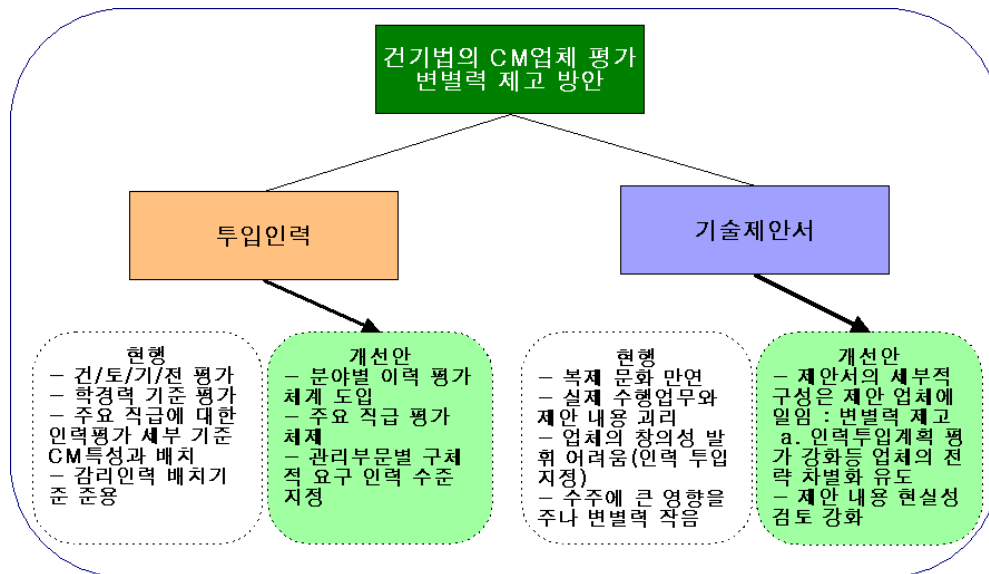 건기법의 CM업체 평가
변별력 제고 방안
투입인력
기술제안서
현행
– 건/토/기/전 평가
– 학경력 기준 평가
– 주요 직급에 대한
인력평가 세부 기준
CM특성과 배치
– 감리인력 배치기
준 준용
개선안
– 분야별 이력 평가
체계 도입
– 주요 직급 평가
체제
– 관리부문별 구체
적 요구 인력 수준
지정
현행
– 복제 문화 만연
– 실제 수행업무와
제안 내용 괴리
– 업체의 창의성 발
휘 어려움(인력 투입
지정)
– 수주에 큰 영향을
주나 변별력 작음
개선안
– 제안서의 세부적
구성은 제안 업체에
일임 : 변별력 제고
a. 인력투입계획 평
가 강화등 업체의 전
략 차별화 유도
– 제안 내용 현실성
검토 강화